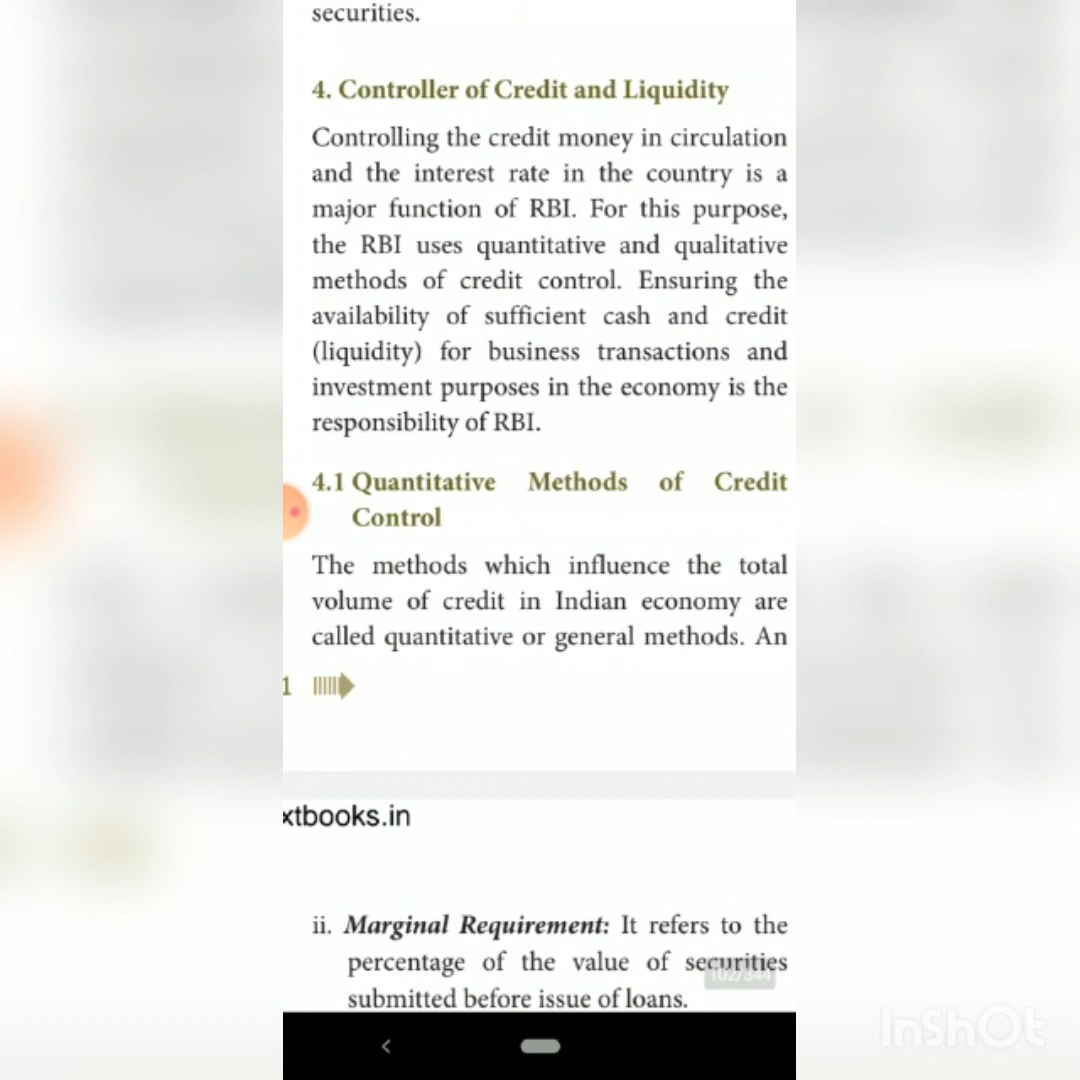 securities.
4. Controller of Credit and Liquidity
Controlling the credit money in circulation
and the interest rate in the country is a
major function of RBI. For this purpose,
the RBI uses quantitative and qualitative
methods of credit control. Ensuring the
availability of sufficient cash and credit
(liquidity) for business transactions and
investment purposes in the economy is the
responsibility of RBI.
4.1 Quantitative Methods of Credit
Control
The methods which influence the total
volume of credit in Indian economy are
called quantitative or general methods. An
1
xtbooks.in
ii. Marginal Requirement: It refers to the
percentage of the value of securities
102/344
submitted before issue of loans.
InShOt